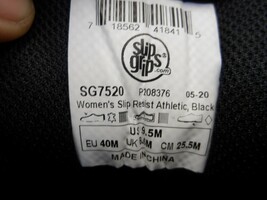 7 18562 41841 5
slip
grips
.com
SG7520 P208376 05-20
Women's Slip Resist Athletic, Black
US 9.5M
EU 40M UK CM 25.5M
MADE IN CHINA